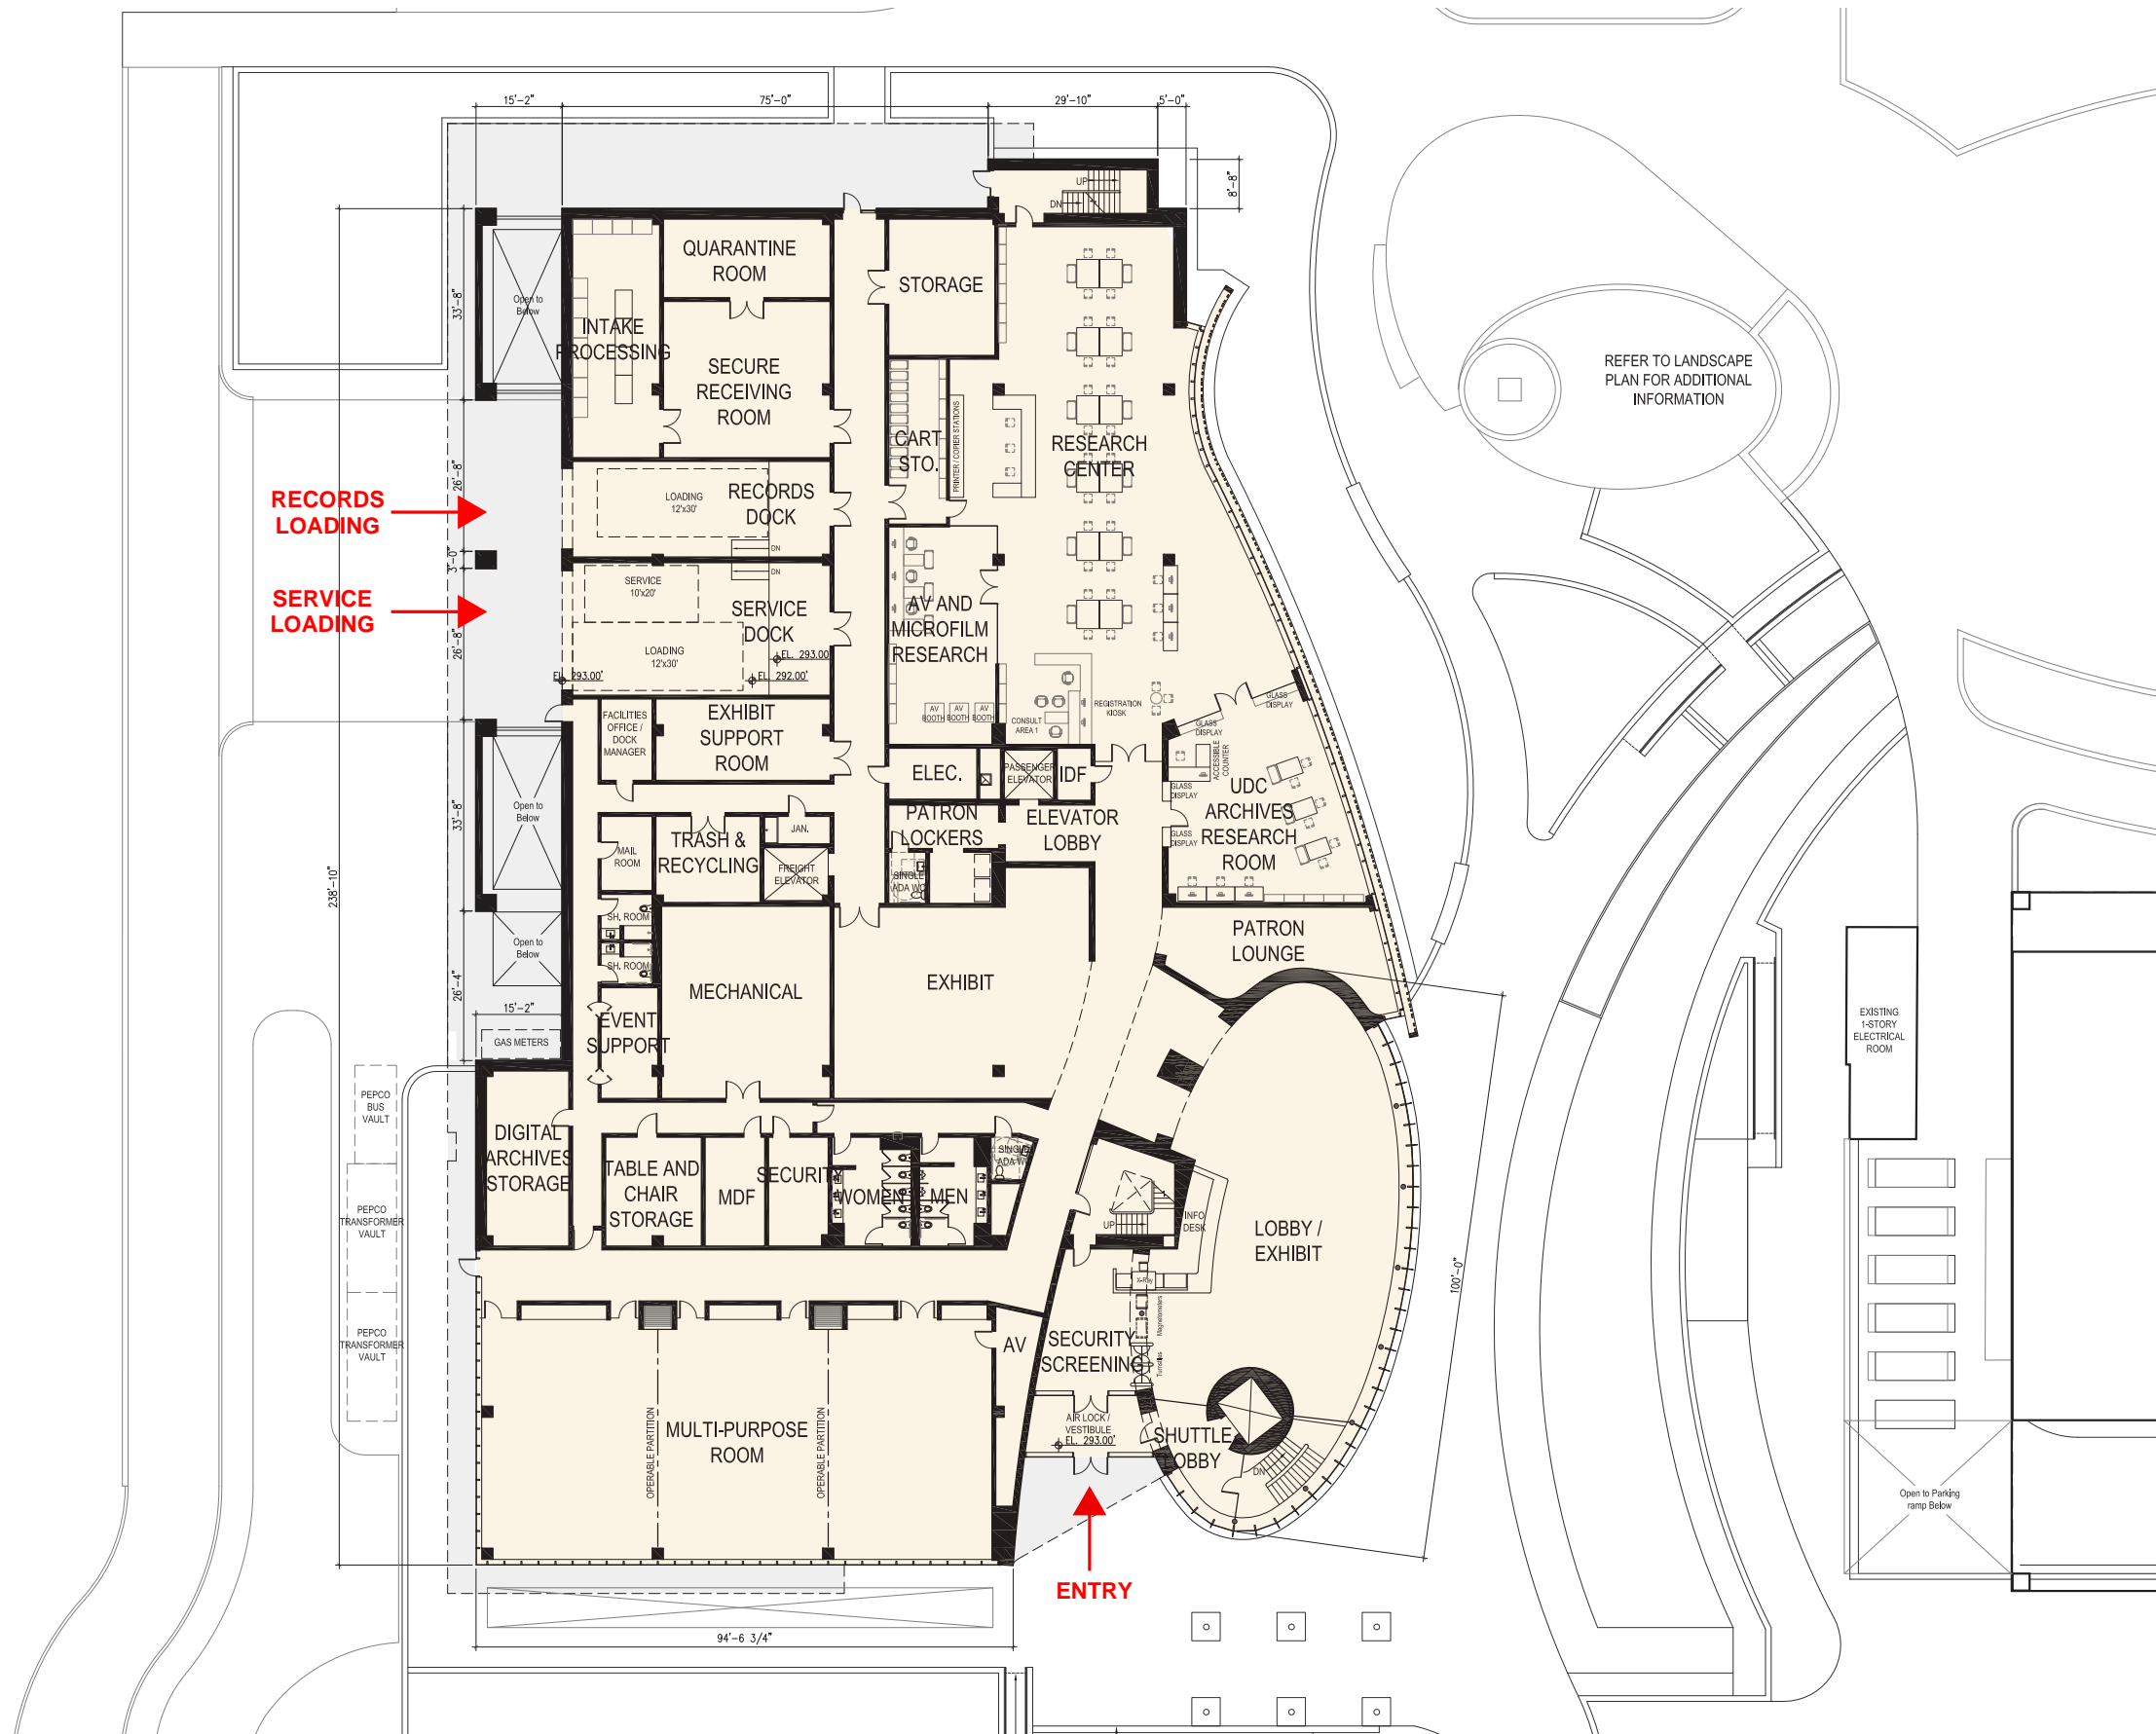 15'-2"
75'-0"
29'-10"
5'-0"
8'-8"
UP
DN
33'-8"
Open to
Below
QUARANTINE
ROOM
STORAGE
INTAKE
PROCESSING
SECURE
RECEIVING
ROOM
REFER TO LANDSCAPE
PLAN FOR ADDITIONAL
INFORMATION
CART
STO.
PRINTER / COPIER STATIONS
RESEARCH
CENTER
RECORDS
LOADING
26'-8"
LOADING
12'x30'
RECORDS
DOCK
DN
3'-0"
SERVICE
LOADING
26'-8"
DN
SERVICE
10'x20'
SERVICE
DOCK
LOADING
12'x30'
EL. 293.00
EL. 293.00'
EL. 292.00'
AV AND
MICROFILM
RESEARCH
AV
BOOTH
AV
BOOTH
AV
BOOTH
CONSULT
AREA 1
REGISTRATION
KIOSK
GLASS
DISPLAY
GLASS
DISPLAY
ACCESSIBLE
COUNTER
FACILITIES
OFFICE /
DOCK
MANAGER
EXHIBIT
SUPPORT
ROOM
ELEC.
PASSENGER
ELEVATOR
IDF
GLASS
DISPLAY
UDC
ARCHIVES
RESEARCH
ROOM
GLASS
DISPLAY
Open to
Below
33'-8"
PATRON
LOCKERS
ELEVATOR
LOBBY
MAIL
ROOM
TRASH &
RECYCLING
JAN.
FREIGHT
ELEVATOR
SINGLE
ADA WC
238'-10"
SH. ROOM
SH. ROOM
Open to
Below
26'-4"
15'-2"
GAS METERS
MECHANICAL
EXHIBIT
PATRON
LOUNGE
EVENT
SUPPORT
EXISTING
1-STORY
ELECTRICAL
ROOM
PEPCO
BUS
VAULT
DIGITAL
ARCHIVES
STORAGE
TABLE AND
CHAIR
STORAGE
MDF
SECURITY
WOMEN
MEN
SINGLE
ADA W
UP
INFO
DESK
LOBBY /
EXHIBIT
100'-0"
PEPCO
TRANSFORMER
VAULT
X-Ray
Magnetometers
Turnstiles
PEPCO
TRANSFORMER
VAULT
AV
SECURITY
SCREENING
MULTI-PURPOSE
ROOM
OPERABLE PARTITION
OPERABLE PARTITION
AIR LOCK /
VESTIBULE
EL. 293.00'
SHUTTLE
LOBBY
DN
Open to Parking
ramp Below
ENTRY
94'-6 3/4"